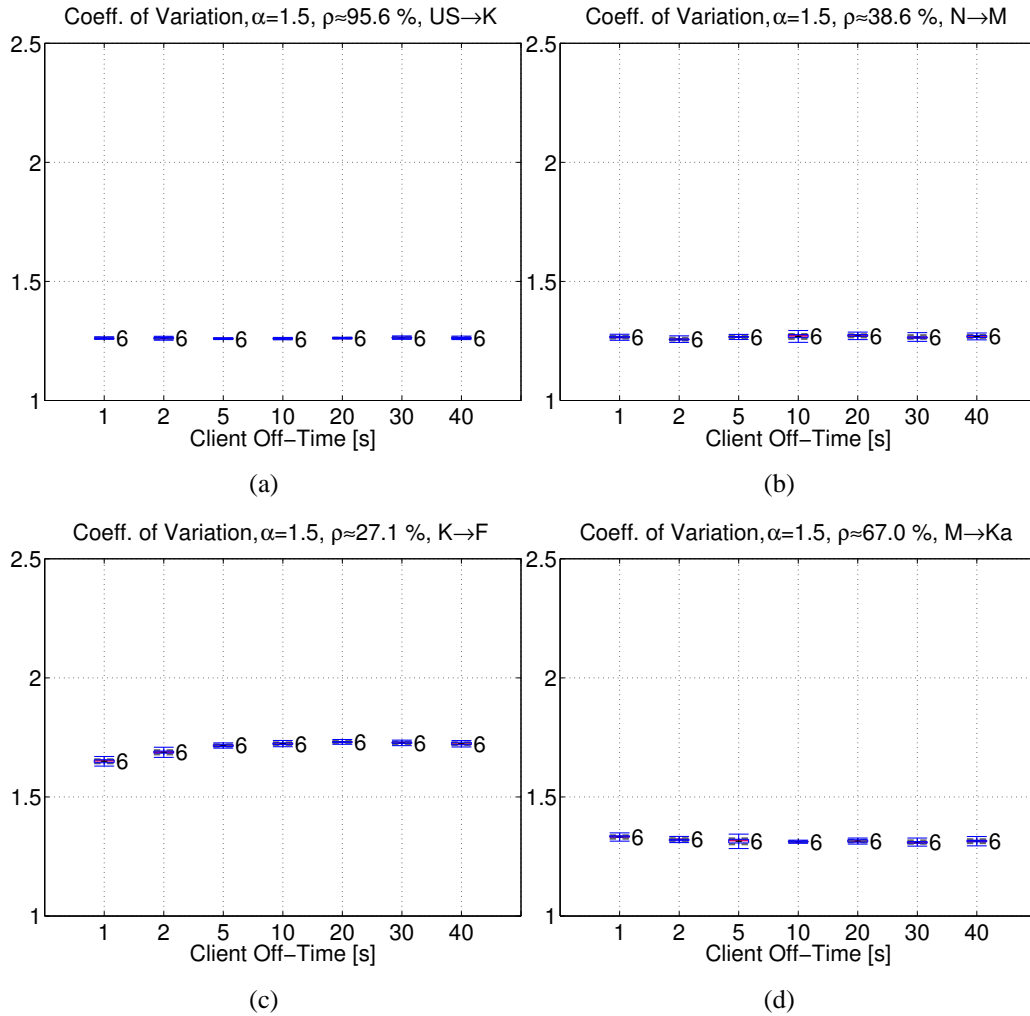 Coeff. of Variation, α=1.5, ρ≈95.6 %, US→K
2.5
2
1.5
1
6 6 6 6 6 6 6
1 2 5 10 20 30 40
Client Off−Time [s]
(a)
Coeff. of Variation, α=1.5, ρ≈38.6 %, N→M
2.5
2
1.5
1
6 6 6 6 6 6 6
1 2 5 10 20 30 40
Client Off−Time [s]
(b)
Coeff. of Variation, α=1.5, ρ≈27.1 %, K→F
2.5
2
1.5
1
6 6 6 6 6 6 6
1 2 5 10 20 30 40
Client Off−Time [s]
(c)
Coeff. of Variation, α=1.5, ρ≈67.0 %, M→Ka
2.5
2
1.5
1
6 6 6 6 6 6 6
1 2 5 10 20 30 40
Client Off−Time [s]
(d)